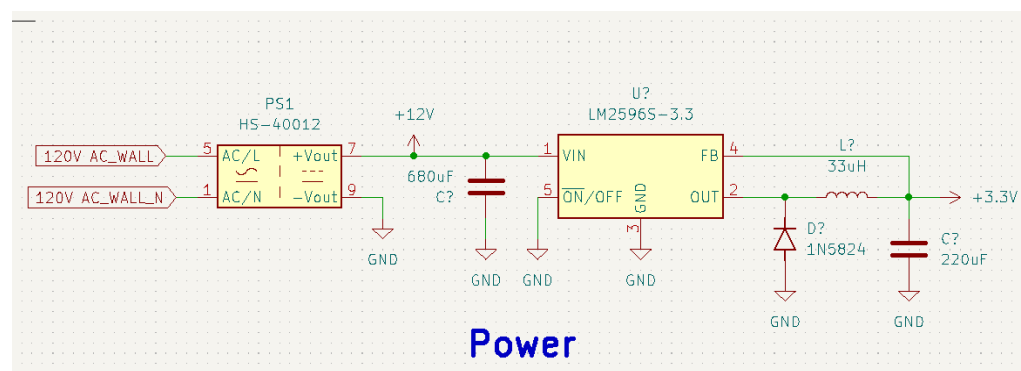 PS1
HS-40012
120V AC_WALL
120V AC_WALL_N
5
1
AC/L
AC/N
+Vout
-Vout
7
9
GND
+12V
680uF
C?
GND
U?
LM2596S-3.3
1
5
VIN
ON/OFF
GND
3
FB
OUT
4
2
GND
GND
L?
33uH
D?
1N5824
GND
+3.3V
C?
220uF
GND
Power